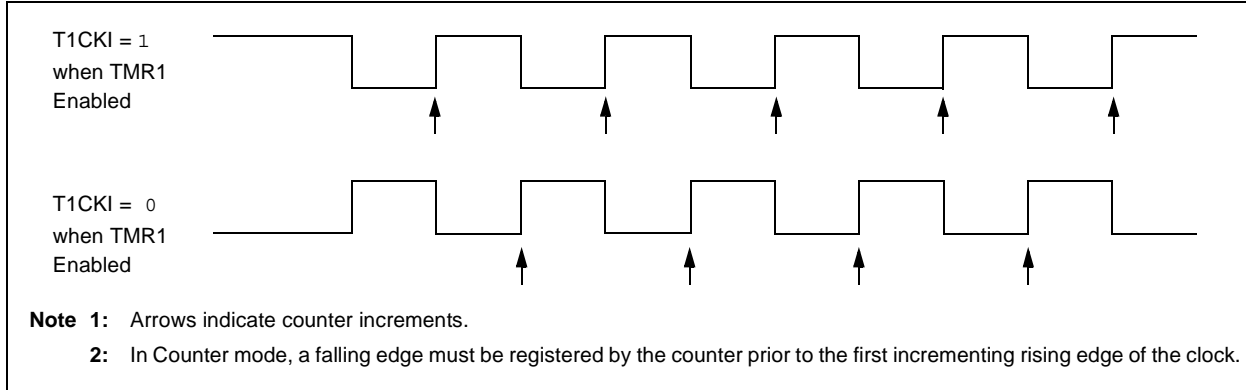 T1CKI = 1
when TMR1
Enabled
T1CKI = 0
when TMR1
Enabled
Note 1: Arrows indicate counter increments.
2: In Counter mode, a falling edge must be registered by the counter prior to the first incrementing rising edge of the clock.